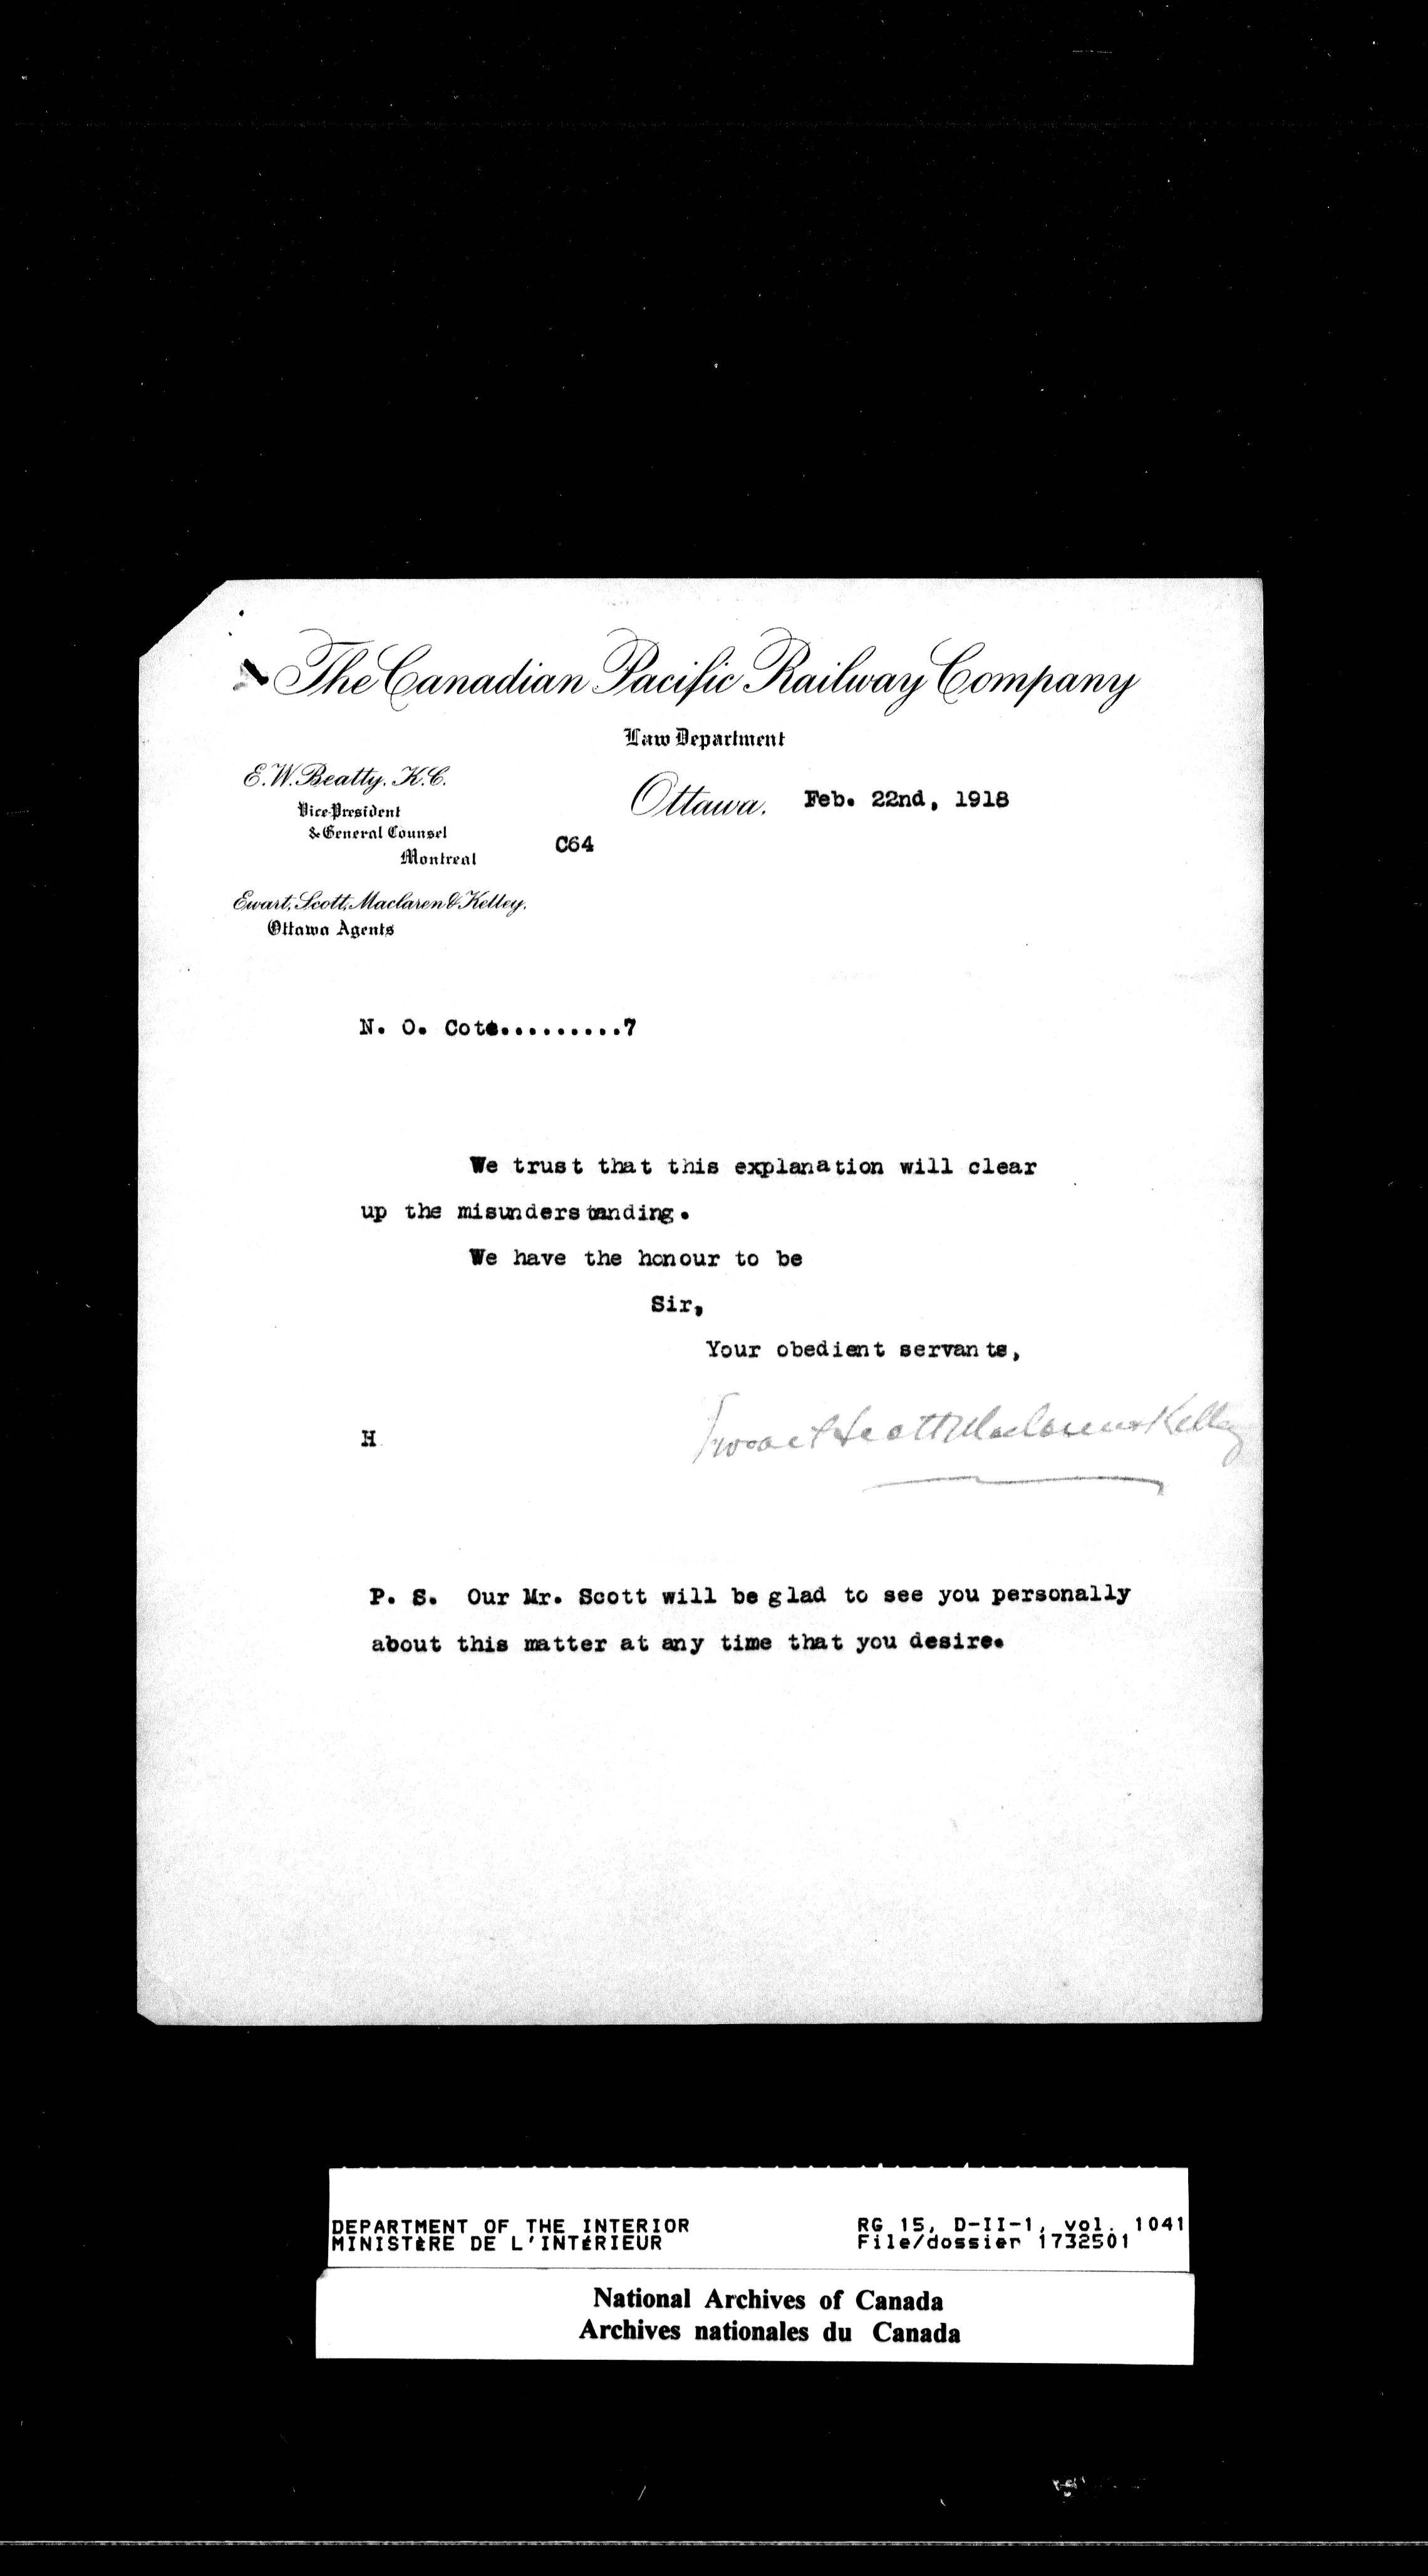 The Canadian Pacific Railway Company
Law Department
E. W. Beatty, K.C.
Vice-President
& General Counsel
Montreal
Ottawa, Feb. 22nd, 1918
C64
Ewart, Scott, Maclaren & Kelley,
Ottawa Agents
N. O. Cote.........7
We trust that this explanation will clear
up the misunderstanding.
We have the honour to be
Sir,
Your obedient servants,
Ewart Scott Maclaren & Kelley
H
P. S. Our Mr. Scott will be glad to see you personally
about this matter at any time that you desire.
DEPARTMENT OF THE INTERIOR RG 15, D-II-1, vol. 1041
MINISTÈRE DE L'INTÉRIEUR File/dossier 1732501
National Archives of Canada
Archives nationales du Canada